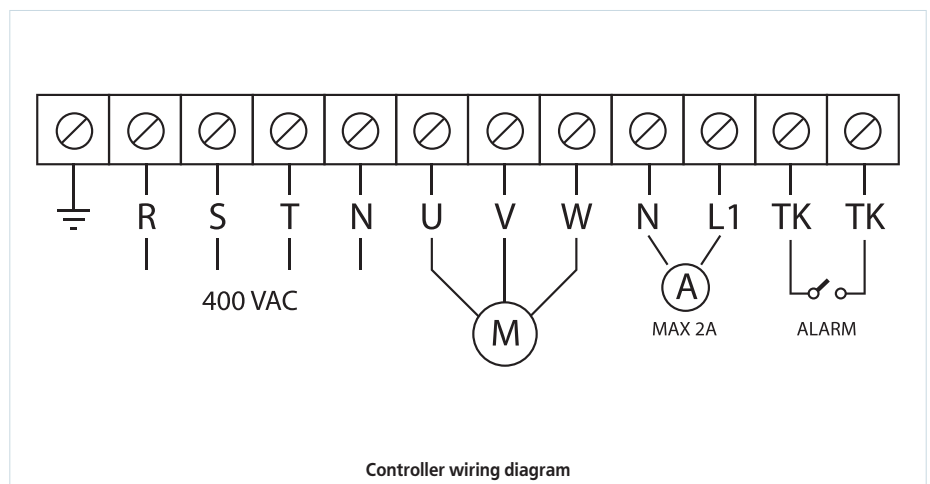 R S T N U V W N L1 TK TK
A
400 VAC
MAX 2A
ALARM
M
Controller wiring diagram